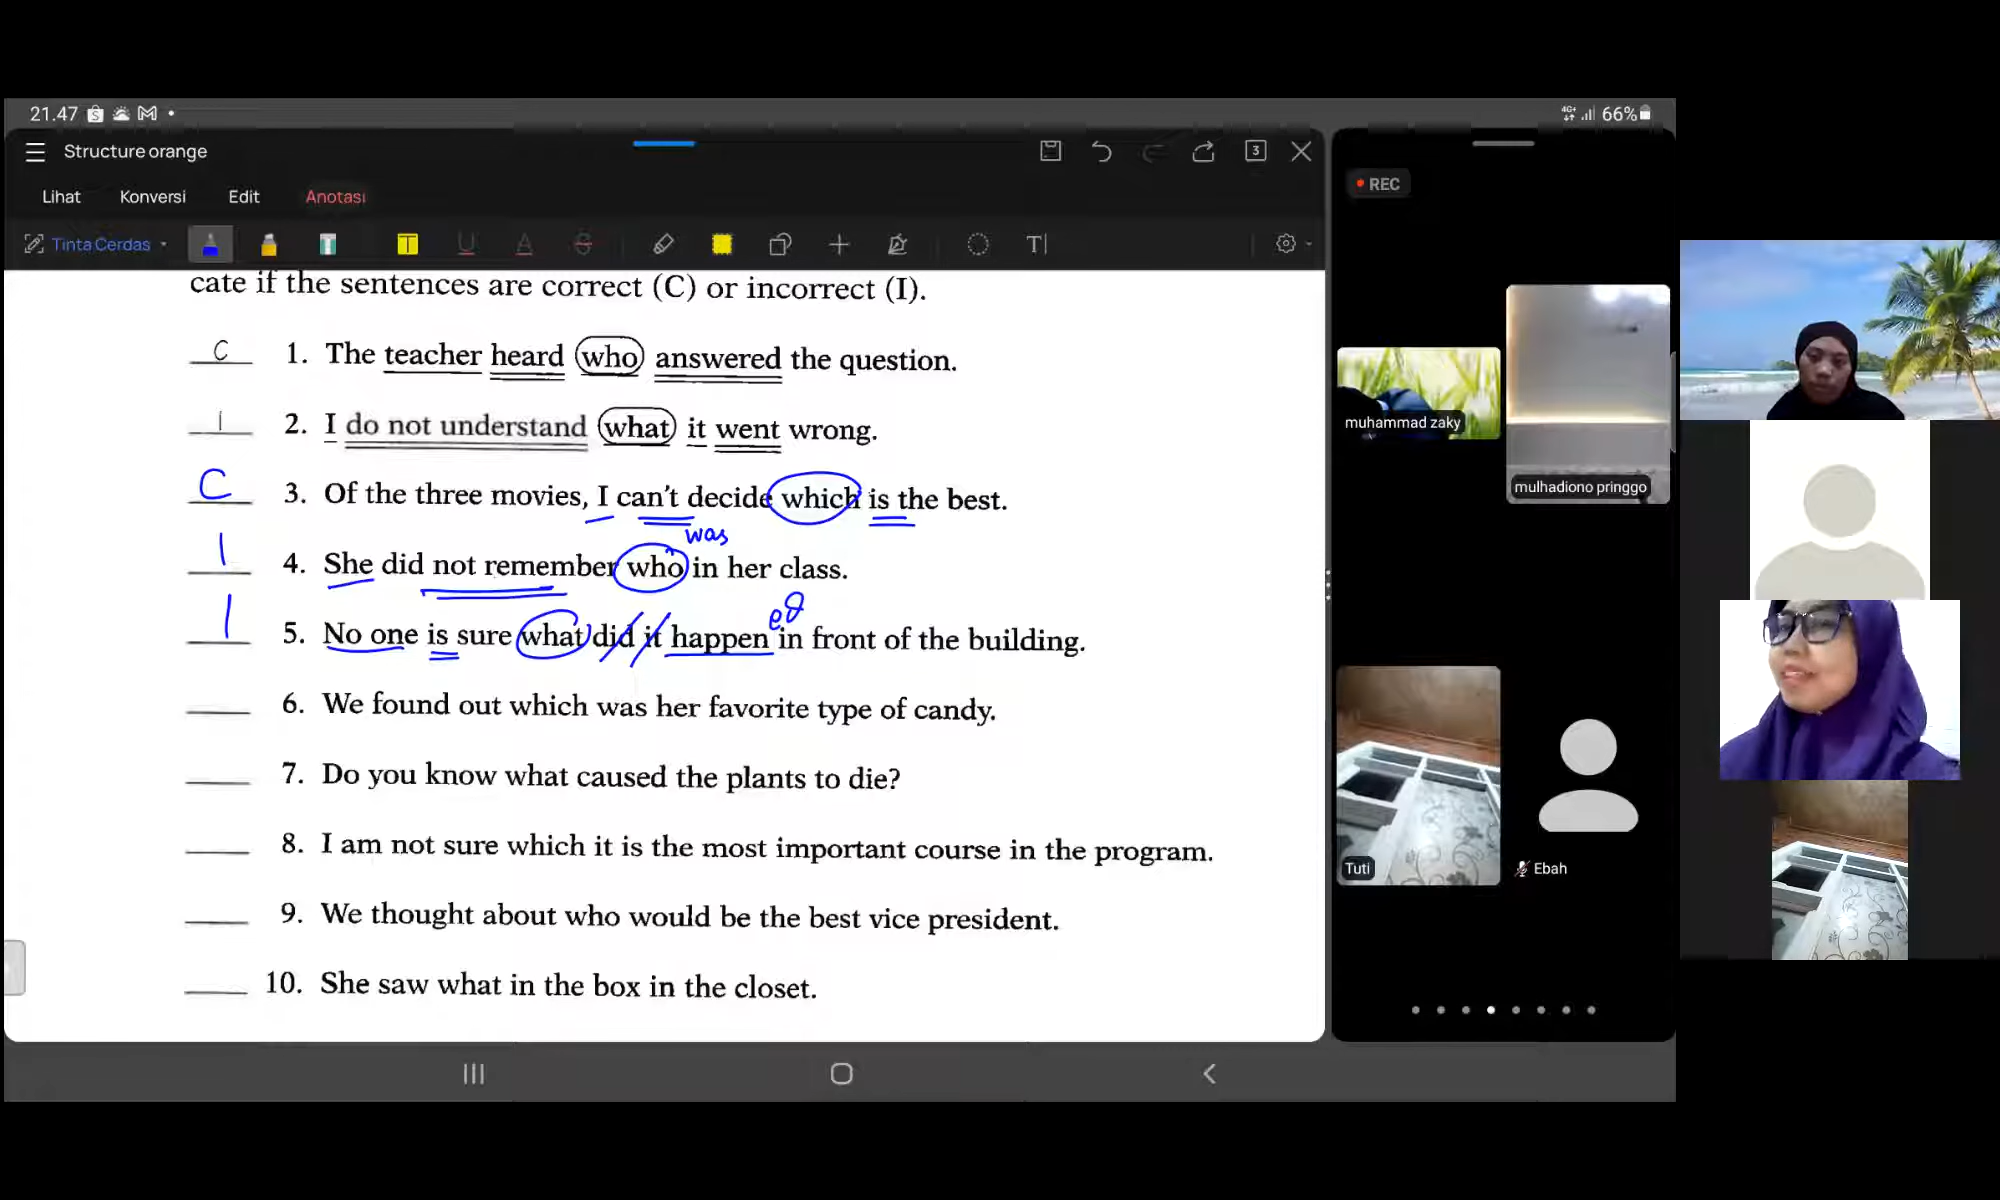 21.47
66%
Structure orange
3
Lihat Konversi Edit Anotasi
Tinta Cerdas
REC
cate if the sentences are correct (C) or incorrect (I).
C 1. The teacher heard who answered the question.
I 2. I do not understand what it went wrong.
C 3. Of the three movies, I can't decide which is the best.
was
I 4. She did not remember who in her class.
ed
I 5. No one is sure what did it happen in front of the building.
6. We found out which was her favorite type of candy.
7. Do you know what caused the plants to die?
8. I am not sure which it is the most important course in the program.
9. We thought about who would be the best vice president.
10. She saw what in the box in the closet.
muhammad zaky
mulhadiono pringgo
Tuti
Ebah